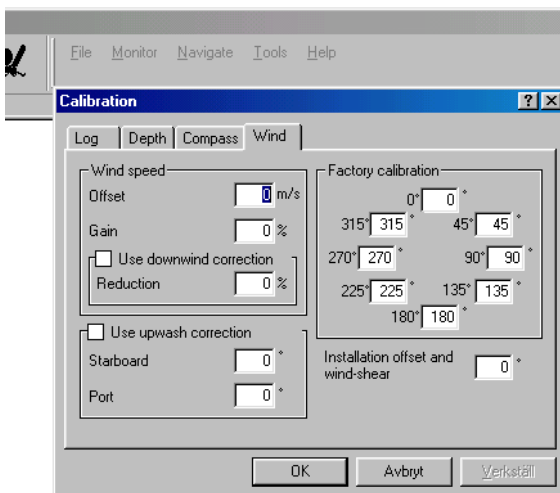 File Monitor Navigate Tools Help
Calibration
Log Depth Compass Wind
Wind speed
Offset 0 m/s
Gain 0 %
Use downwind correction
Reduction 0 %
Use upwash correction
Starboard 0 °
Port 0 °
Factory calibration
0° 0 °
315° 315 ° 45° 45 °
270° 270 ° 90° 90 °
225° 225 ° 135° 135 °
180° 180 °
Installation offset and
wind-shear 0 °
OK Avbryt Verkställ